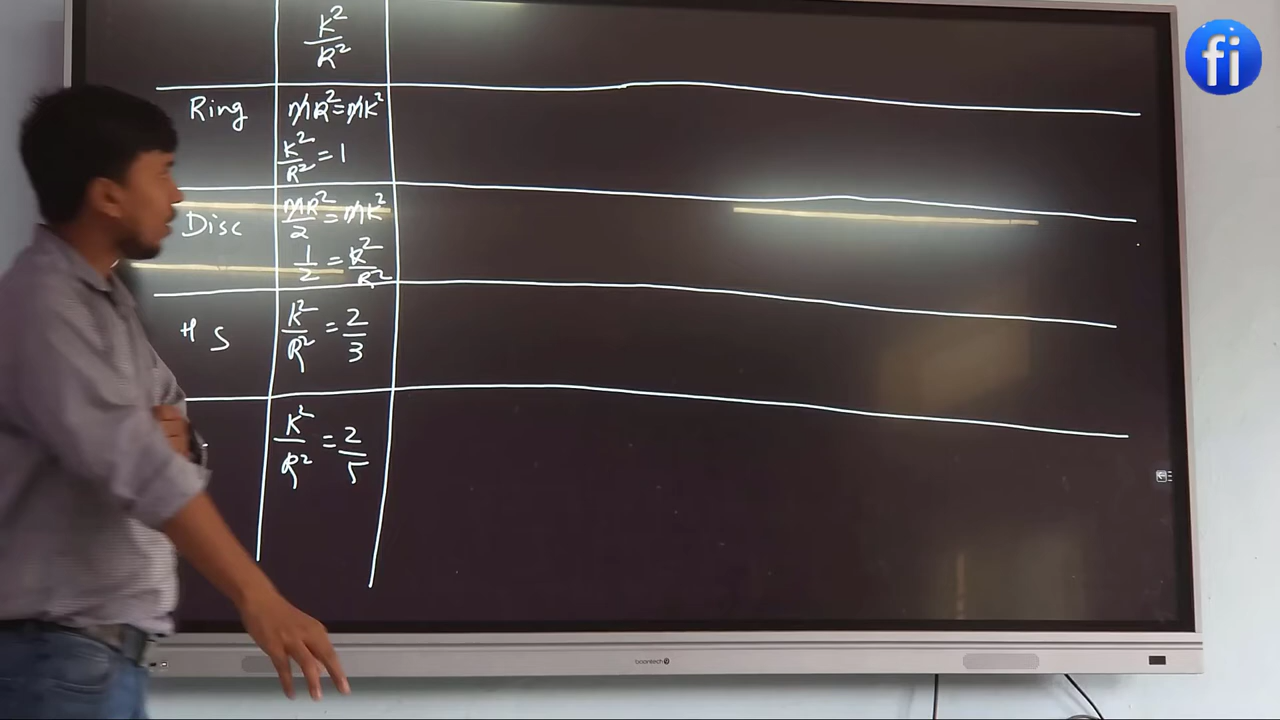 fi
K²/R²
Ring
mR²=mK²
K²/R² = 1
Disc
mR²/2 = mK²
1/2 = K²/R²
H S
K²/R² = 2/3
K²/R² = 2/5